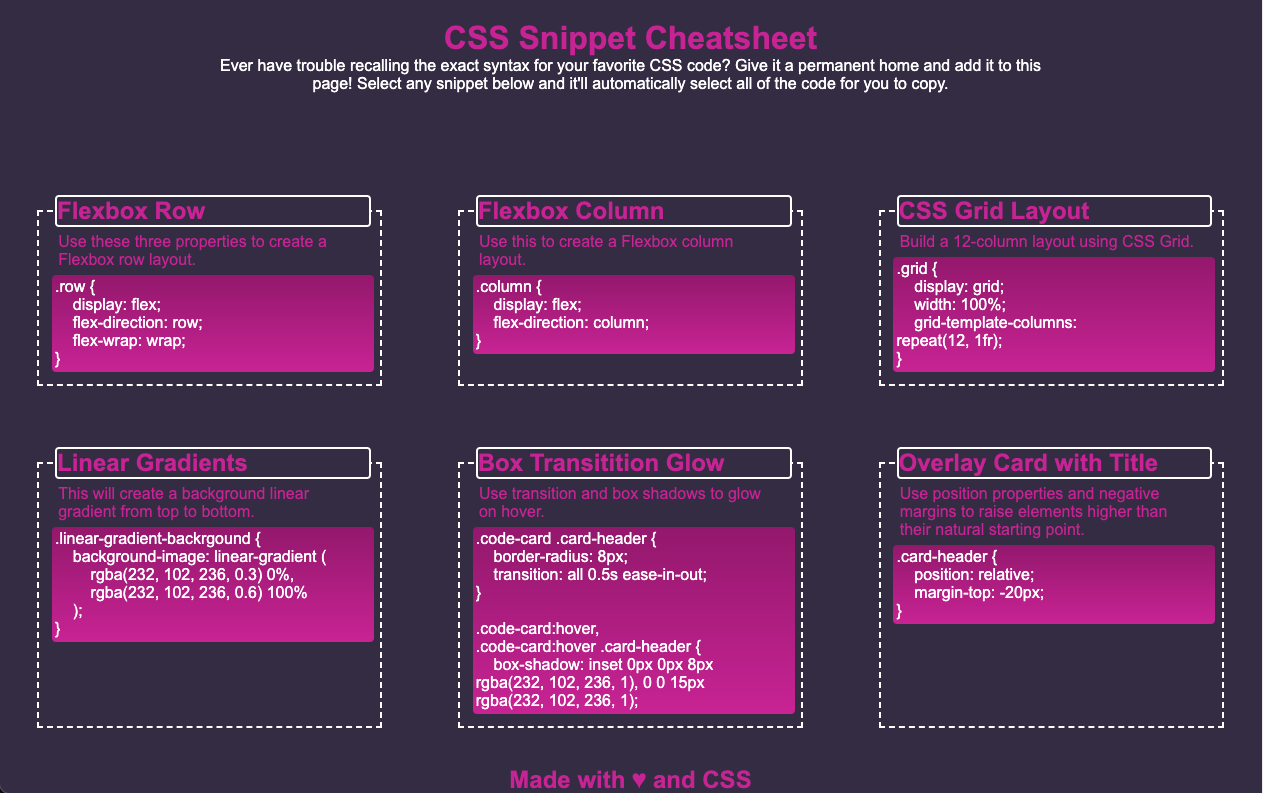 CSS Snippet Cheatsheet
Ever have trouble recalling the exact syntax for your favorite CSS code? Give it a permanent home and add it to this
page! Select any snippet below and it'll automatically select all of the code for you to copy.
Flexbox Row
Use these three properties to create a
Flexbox row layout.
.row {
display: flex;
flex-direction: row;
flex-wrap: wrap;
}
Flexbox Column
Use this to create a Flexbox column
layout.
.column {
display: flex;
flex-direction: column;
}
CSS Grid Layout
Build a 12-column layout using CSS Grid.
.grid {
display: grid;
width: 100%;
grid-template-columns:
repeat(12, 1fr);
}
Linear Gradients
This will create a background linear
gradient from top to bottom.
.linear-gradient-backrgound {
background-image: linear-gradient (
rgba(232, 102, 236, 0.3) 0%,
rgba(232, 102, 236, 0.6) 100%
);
}
Box Transitition Glow
Use transition and box shadows to glow
on hover.
.code-card .card-header {
border-radius: 8px;
transition: all 0.5s ease-in-out;
}
.code-card:hover,
.code-card:hover .card-header {
box-shadow: inset 0px 0px 8px
rgba(232, 102, 236, 1), 0 0 15px
rgba(232, 102, 236, 1);
Overlay Card with Title
Use position properties and negative
margins to raise elements higher than
their natural starting point.
.card-header {
position: relative;
margin-top: -20px;
}
Made with ♥ and CSS